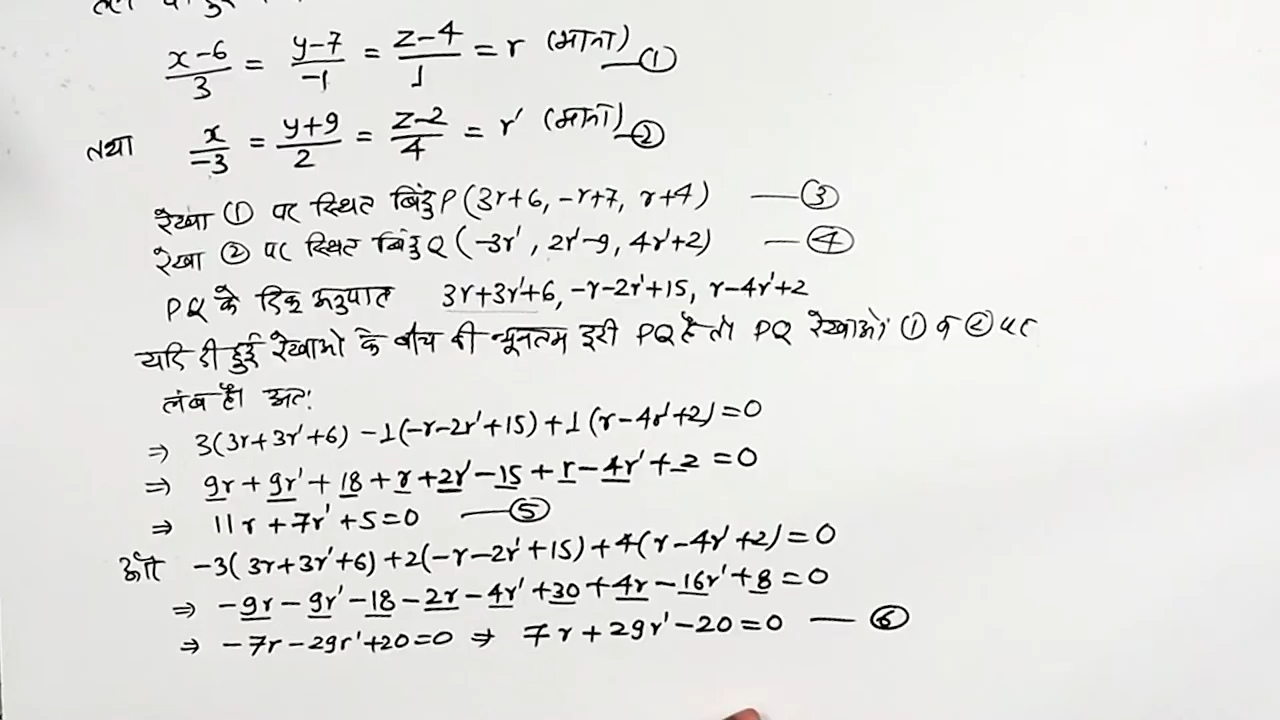 x-6/3 = y-7/-1 = z-4/1 = r (माना) —①
तथा x/-3 = y+9/2 = z-2/4 = r' (माना) —②
रेखा ① पर स्थित बिंदु P (3r+6, -r+7, r+4) —③
रेखा ② पर स्थित बिंदु Q (-3r', 2r'-9, 4r'+2) —④
PQ के दिक् अनुपात 3r+3r'+6, -r-2r'+15, r-4r'+2
यदि दी हुई रेखाओं के बीच की न्यूनतम दूरी PQ है तो PQ रेखाओं ① व ② पर
लंब है। अतः
⇒ 3(3r+3r'+6) -1(-r-2r'+15) +1(r-4r'+2)=0
⇒ 9r + 9r' + 18 + r + 2r' - 15 + r - 4r' + 2 = 0
⇒ 11r + 7r' + 5 = 0 —⑤
और -3(3r+3r'+6) +2(-r-2r'+15) +4(r-4r'+2)=0
⇒ -9r - 9r' - 18 - 2r - 4r' + 30 + 4r - 16r' + 8 = 0
⇒ -7r - 29r' + 20 = 0 ⇒ 7r + 29r' - 20 = 0 —⑥